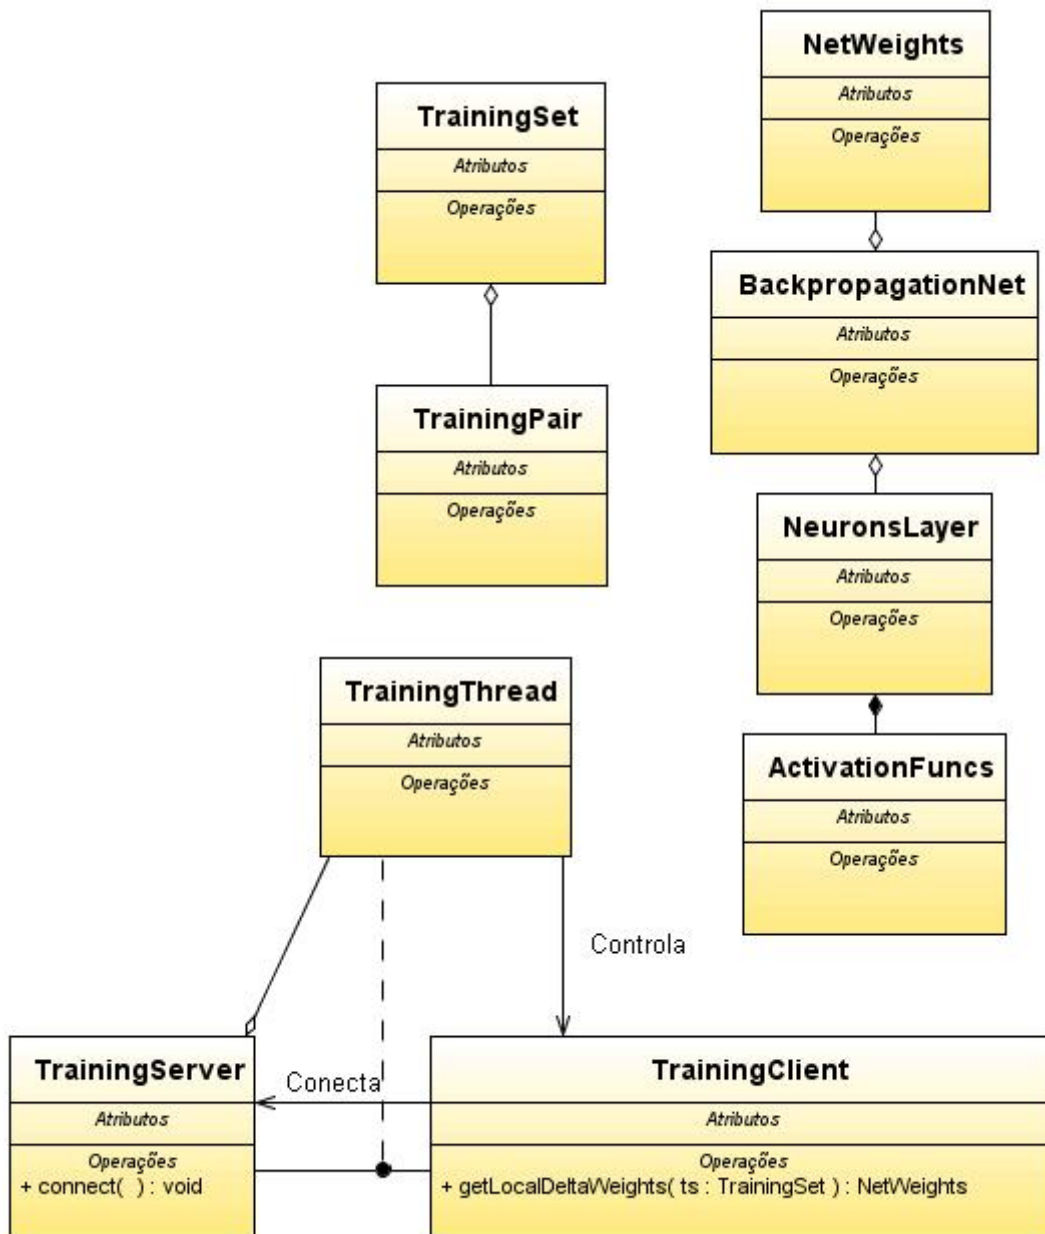 NetWeights
Atributos
Operações
TrainingSet
Atributos
Operações
BackpropagationNet
Atributos
Operações
TrainingPair
Atributos
Operações
NeuronsLayer
Atributos
Operações
TrainingThread
Atributos
Operações
ActivationFuncs
Atributos
Operações
Controla
TrainingServer
Atributos
Operações
+ connect(  ) : void
Conecta
TrainingClient
Atributos
Operações
+ getLocalDeltaWeights( ts : TrainingSet ) : NetWeights